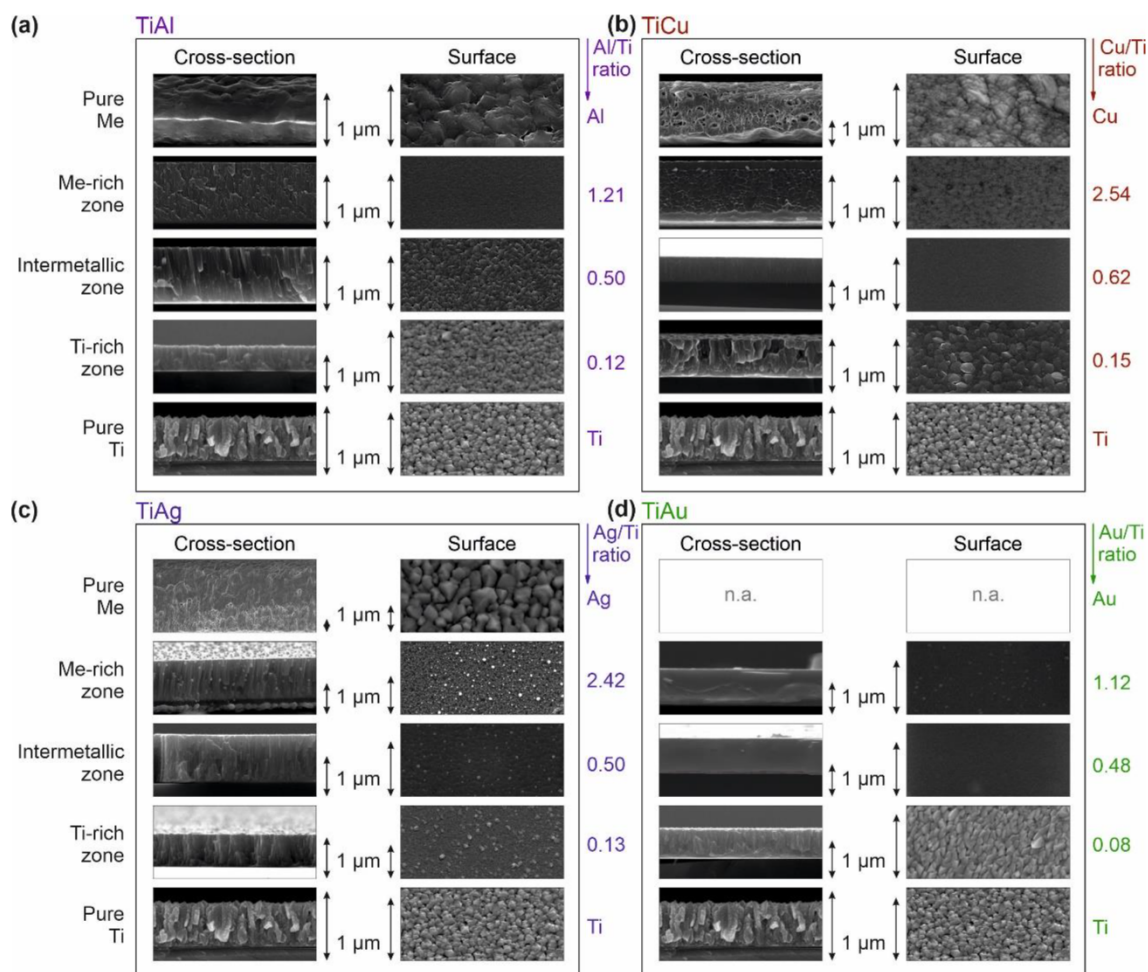 (a)
TiAl
Cross-section
Surface
Al/Ti
ratio
Pure
Me
1 µm
Al
Me-rich
zone
1 µm
1.21
Intermetallic
zone
1 µm
0.50
Ti-rich
zone
1 µm
0.12
Pure
Ti
1 µm
Ti
(b)
TiCu
Cross-section
Surface
Cu/Ti
ratio
1 µm
Cu
1 µm
2.54
1 µm
0.62
1 µm
0.15
1 µm
Ti
(c)
TiAg
Cross-section
Surface
Ag/Ti
ratio
Pure
Me
1 µm
Ag
Me-rich
zone
1 µm
2.42
Intermetallic
zone
1 µm
0.50
Ti-rich
zone
1 µm
0.13
Pure
Ti
1 µm
Ti
(d)
TiAu
Cross-section
Surface
Au/Ti
ratio
n.a.
n.a.
Au
1 µm
1.12
1 µm
0.48
1 µm
0.08
1 µm
Ti